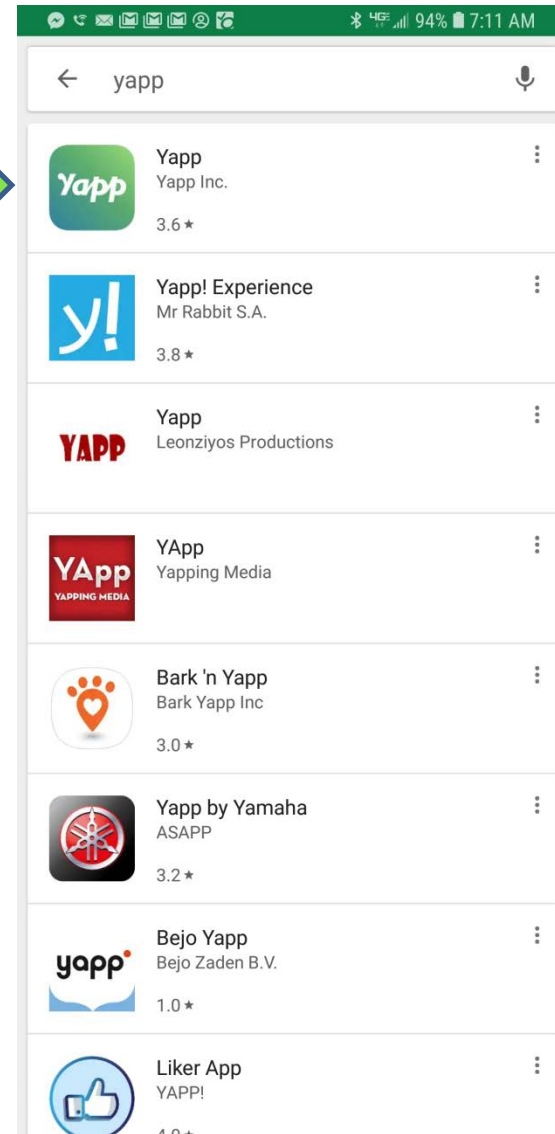 4G 94% 7:11 AM
yapp
Yapp
Yapp
Yapp Inc.
3.6 ★
y!
Yapp! Experience
Mr Rabbit S.A.
3.8 ★
YAPP
Yapp
Leonziyos Productions
YApp
YAPPING MEDIA
YApp
Yapping Media
Bark 'n Yapp
Bark Yapp Inc
3.0 ★
Yapp by Yamaha
ASAPP
3.2 ★
yapp
Bejo Yapp
Bejo Zaden B.V.
1.0 ★
Liker App
YAPP!